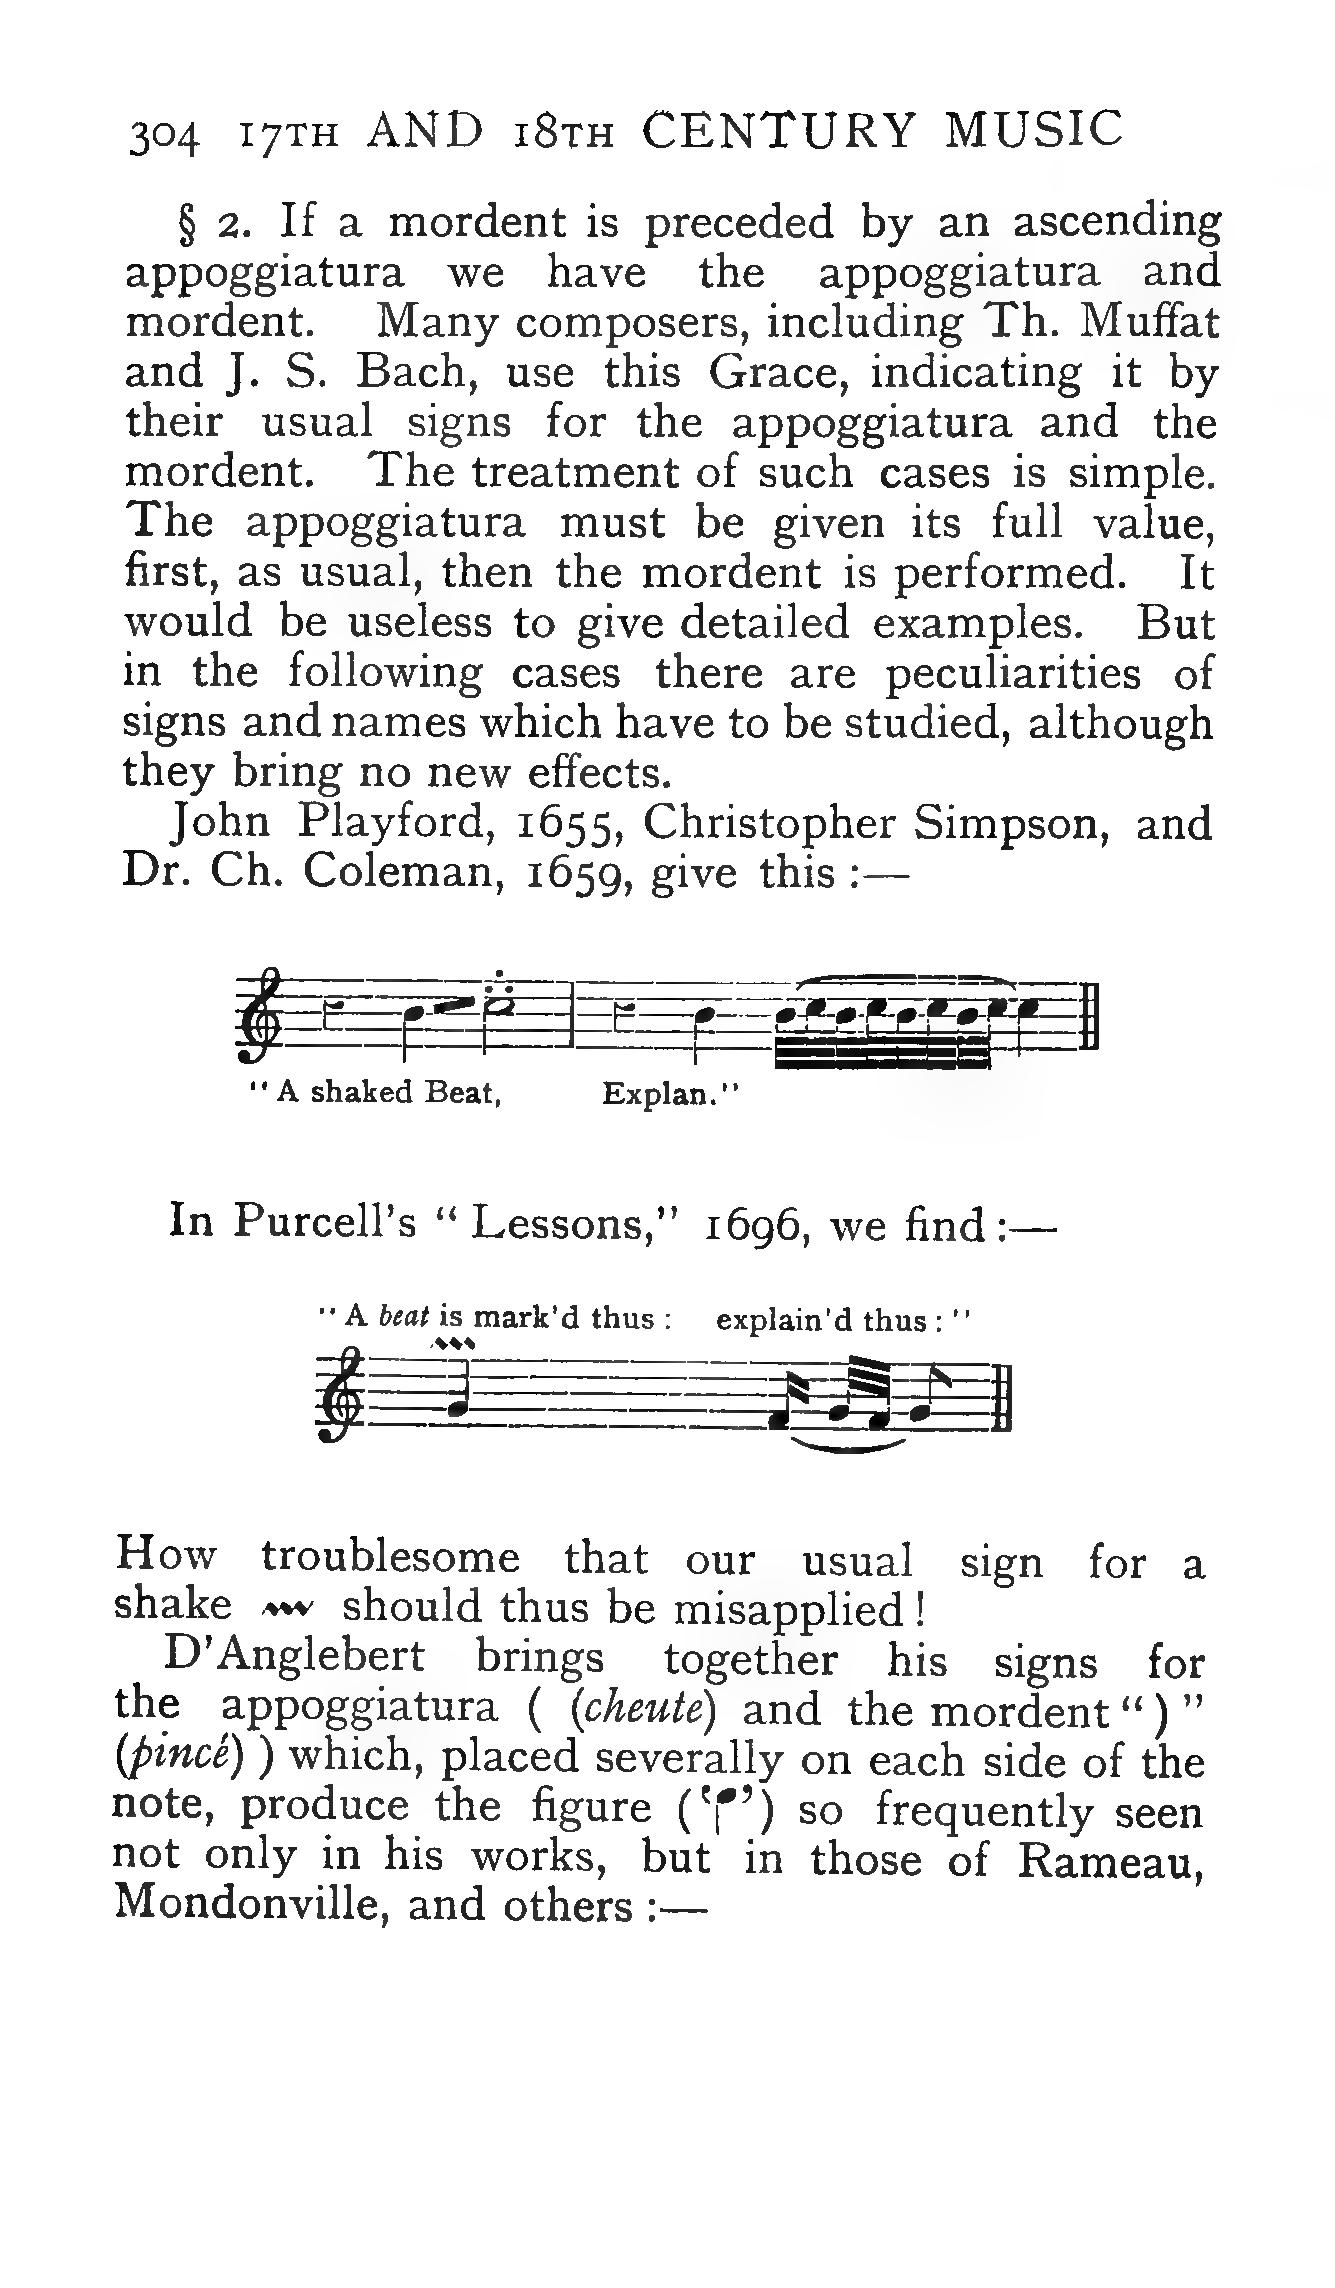 304 17TH AND 18TH CENTURY MUSIC
§ 2. If a mordent is preceded by an ascending
appoggiatura we have the appoggiatura and
mordent. Many composers, including Th. Muffat
and J. S. Bach, use this Grace, indicating it by
their usual signs for the appoggiatura and the
mordent. The treatment of such cases is simple.
The appoggiatura must be given its full value,
first, as usual, then the mordent is performed. It
would be useless to give detailed examples. But
in the following cases there are peculiarities of
signs and names which have to be studied, although
they bring no new effects.
John Playford, 1655, Christopher Simpson, and
Dr. Ch. Coleman, 1659, give this :—
"A shaked Beat, Explan."
In Purcell's "Lessons," 1696, we find :—
"A beat is mark'd thus : explain'd thus : "
How troublesome that our usual sign for a
shake should thus be misapplied !
D'Anglebert brings together his signs for
the appoggiatura ( (cheute) and the mordent " ) "
(pincé) ) which, placed severally on each side of the
note, produce the figure ( ) so frequently seen
not only in his works, but in those of Rameau,
Mondonville, and others :—